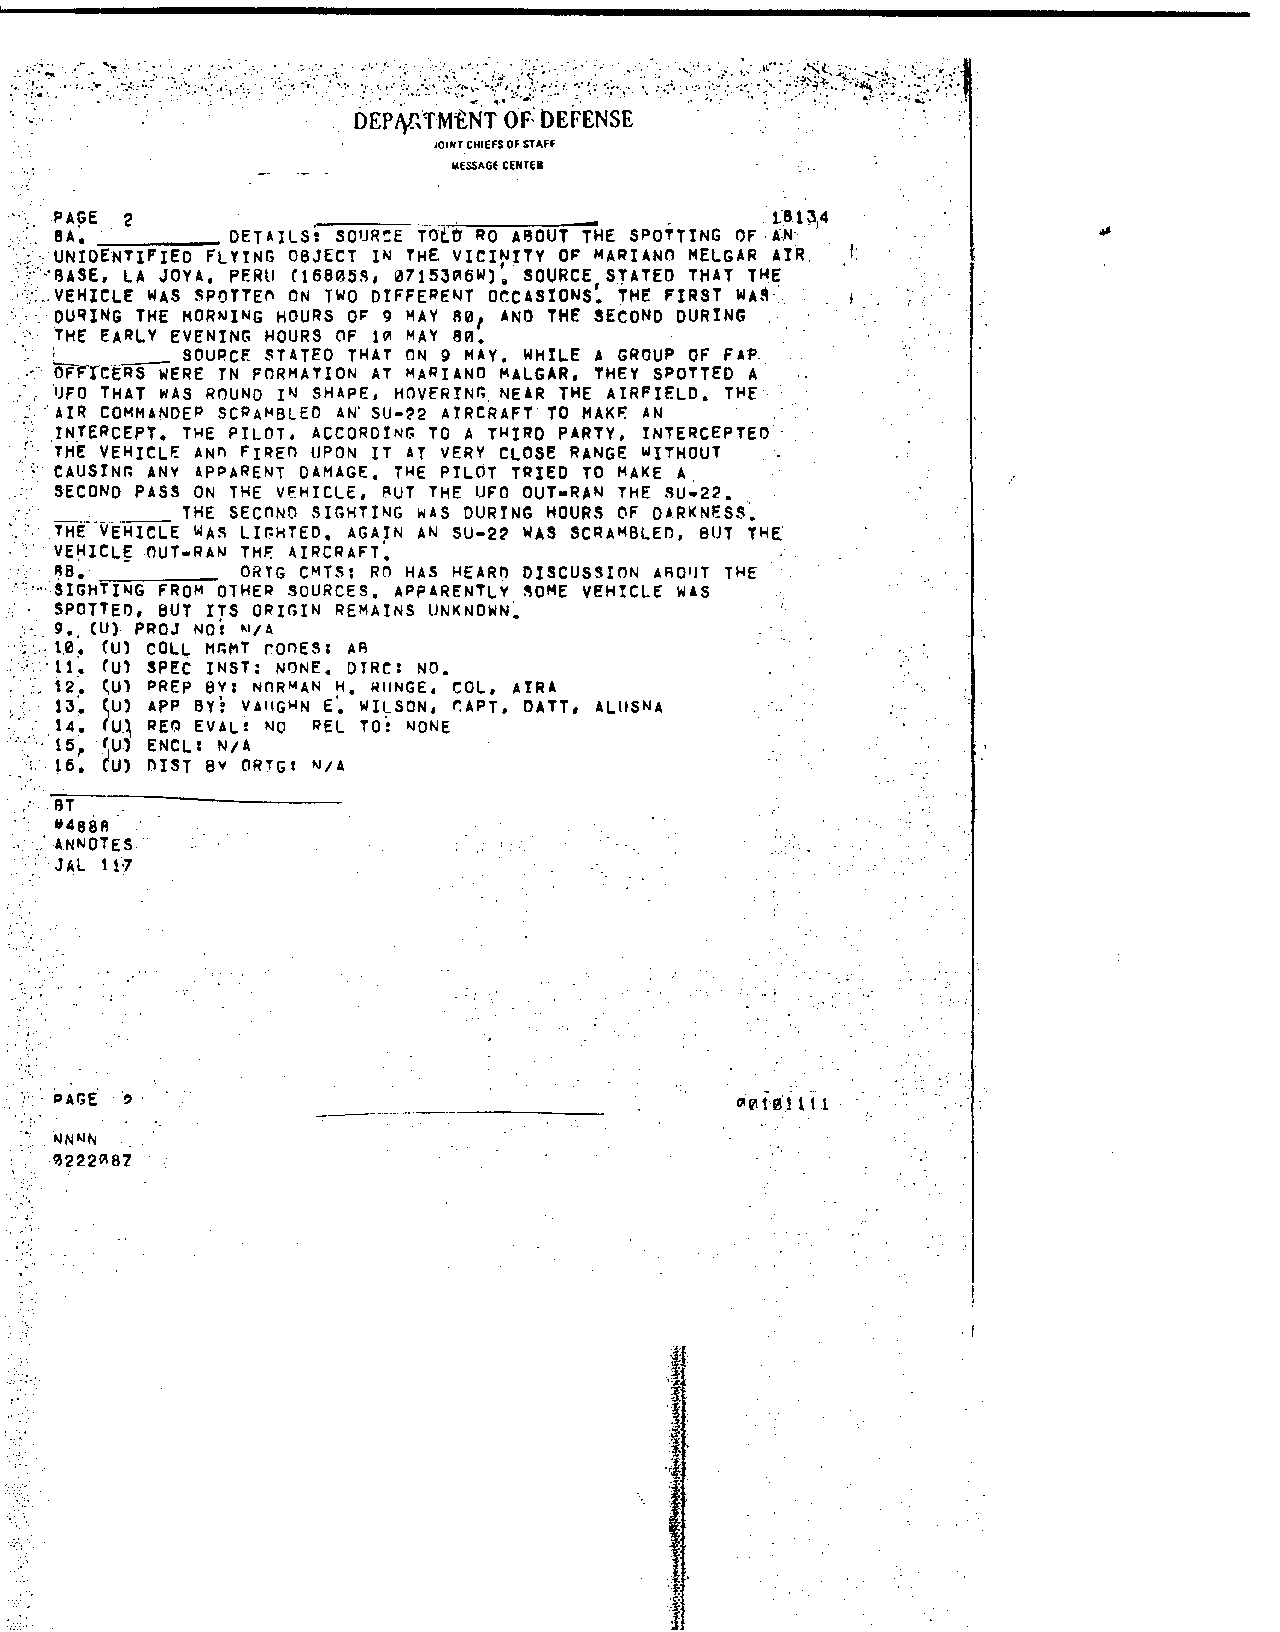 DEPARTMENT OF DEFENSE
JOINT CHIEFS OF STAFF
MESSAGE CENTER
PAGE 2 18134
8A. DETAILS: SOURCE TOLD RO ABOUT THE SPOTTING OF AN
UNIDENTIFIED FLYING OBJECT IN THE VICINITY OF MARIANO MELGAR AIR
BASE, LA JOYA, PERU (16805S, 0715306W). SOURCE STATED THAT THE
VEHICLE WAS SPOTTED ON TWO DIFFERENT OCCASIONS. THE FIRST WAS
DURING THE MORNING HOURS OF 9 MAY 80, AND THE SECOND DURING
THE EARLY EVENING HOURS OF 10 MAY 80.
SOURCE STATED THAT ON 9 MAY, WHILE A GROUP OF FAP
OFFICERS WERE IN FORMATION AT MARIANO MALGAR, THEY SPOTTED A
UFO THAT WAS ROUND IN SHAPE, HOVERING NEAR THE AIRFIELD. THE
AIR COMMANDER SCRAMBLED AN SU-22 AIRCRAFT TO MAKE AN
INTERCEPT. THE PILOT, ACCORDING TO A THIRD PARTY, INTERCEPTED
THE VEHICLE AND FIRED UPON IT AT VERY CLOSE RANGE WITHOUT
CAUSING ANY APPARENT DAMAGE. THE PILOT TRIED TO MAKE A
SECOND PASS ON THE VEHICLE, BUT THE UFO OUT-RAN THE SU-22.
THE SECOND SIGHTING WAS DURING HOURS OF DARKNESS.
THE VEHICLE WAS LIGHTED. AGAIN AN SU-22 WAS SCRAMBLED, BUT THE
VEHICLE OUT-RAN THE AIRCRAFT.
8B. ORIG CMTS: RO HAS HEARD DISCUSSION ABOUT THE
SIGHTING FROM OTHER SOURCES. APPARENTLY SOME VEHICLE WAS
SPOTTED, BUT ITS ORIGIN REMAINS UNKNOWN.
9. (U) PROJ NO: N/A
10. (U) COLL MGMT CODES: AB
11. (U) SPEC INST: NONE. DIRC: NO.
12. (U) PREP BY: NORMAN H. RUNGE, COL, AIRA
13. (U) APP BY: VAUGHN E. WILSON, CAPT, DATT, ALUSNA
14. (U) REQ EVAL: NO REL TO: NONE
15. (U) ENCL: N/A
16. (U) DIST BY ORIG: N/A
BT
#4888
ANNOTES
JAL 117
PAGE 2 00101111
NNNN